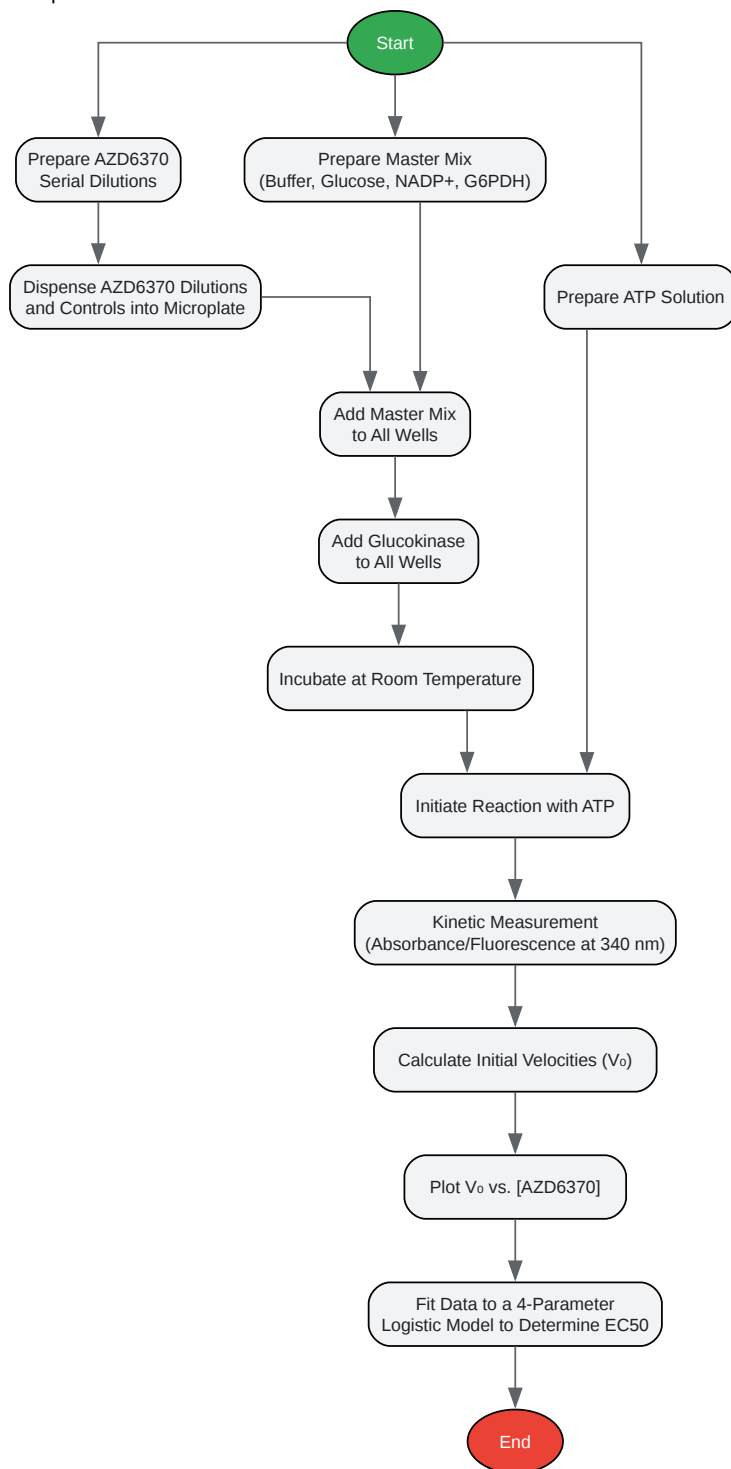 Start
Prepare AZD6370
Serial Dilutions
Prepare Master Mix
(Buffer, Glucose, NADP+, G6PDH)
Dispense AZD6370 Dilutions
and Controls into Microplate
Prepare ATP Solution
Add Master Mix
to All Wells
Add Glucokinase
to All Wells
Incubate at Room Temperature
Initiate Reaction with ATP
Kinetic Measurement
(Absorbance/Fluorescence at 340 nm)
Calculate Initial Velocities (V₀)
Plot V₀ vs. [AZD6370]
Fit Data to a 4-Parameter
Logistic Model to Determine EC50
End